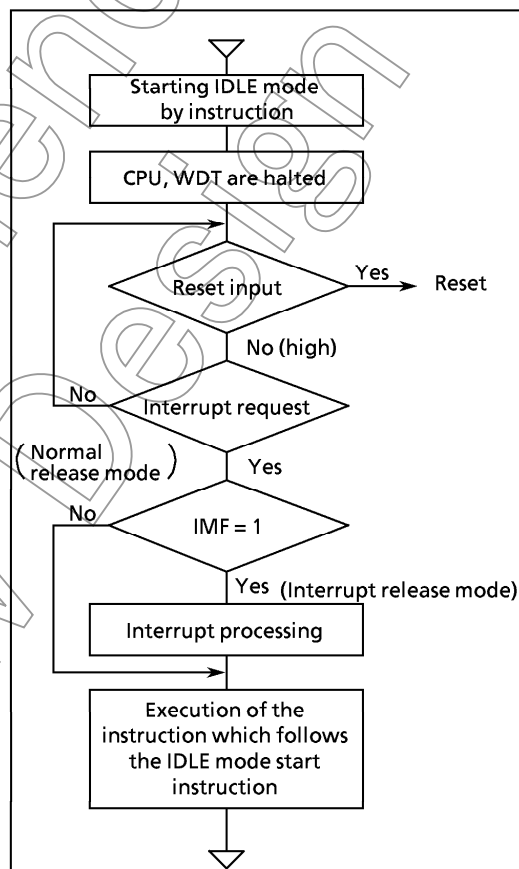 Starting IDLE mode
by instruction
CPU, WDT are halted
Reset input
Yes
Reset
No (high)
No
Interrupt request
(Normal
release mode)
Yes
No
IMF = 1
Yes (Interrupt release mode)
Interrupt processing
Execution of the
instruction which follows
the IDLE mode start
instruction